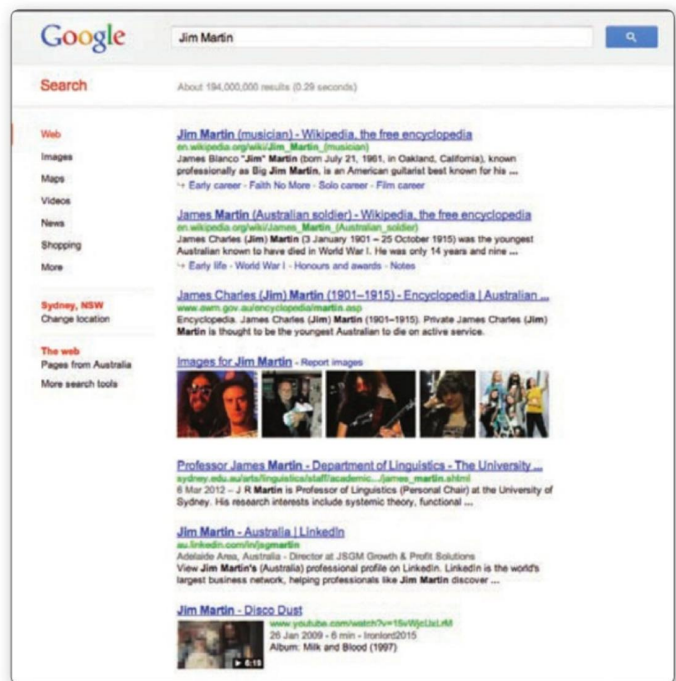 Google
Jim Martin
Search
About 194,000,000 results (0.29 seconds)
Web
Images
Maps
Videos
News
Shopping
More
Sydney, NSW
Change location
The web
Pages from Australia
More search tools
Jim Martin (musician) - Wikipedia, the free encyclopedia
en.wikipedia.org/wiki/Jim_Martin_(musician)
James Blanco "Jim" Martin (born July 21, 1961, in Oakland, California), known
professionally as Big Jim Martin, is an American guitarist best known for his ...
Early career - Faith No More - Solo career - Film career
James Martin (Australian soldier) - Wikipedia, the free encyclopedia
en.wikipedia.org/wiki/James_Martin_(Australian_soldier)
James Charles (Jim) Martin (3 January 1901 – 25 October 1915) was the youngest
Australian known to have died in World War I. He was only 14 years and nine ...
Early life - World War I - Honours and awards - Notes
James Charles (Jim) Martin (1901–1915) - Encyclopedia | Australian ...
www.awm.gov.au/encyclopedia/martin.asp
Encyclopedia. James Charles (Jim) Martin (1901–1915). Private James Charles (Jim)
Martin is thought to be the youngest Australian to die on active service.
Images for Jim Martin - Report images
Professor James Martin - Department of Linguistics - The University ...
sydney.edu.au/arts/linguistics/staff/academic.../james_martin.shtml
6 Mar 2012 – J R Martin is Professor of Linguistics (Personal Chair) at the University of
Sydney. His research interests include systemic theory, functional ...
Jim Martin - Australia | LinkedIn
au.linkedin.com/in/jsgmartin
Adelaide Area, Australia - Director at JSGM Growth & Profit Solutions
View Jim Martin's (Australia) professional profile on LinkedIn. LinkedIn is the world's
largest business network, helping professionals like Jim Martin discover ...
Jim Martin - Disco Dust
26 Jan 2009 - 6 min - Ironlord2015
Album: Milk and Blood (1997)
6:15